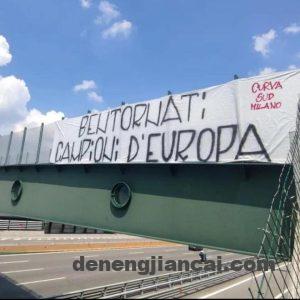 BENTORNATI
CAMPIONI D'EUROPA
CURVA
SUD
MILANO
denengjiancai.com